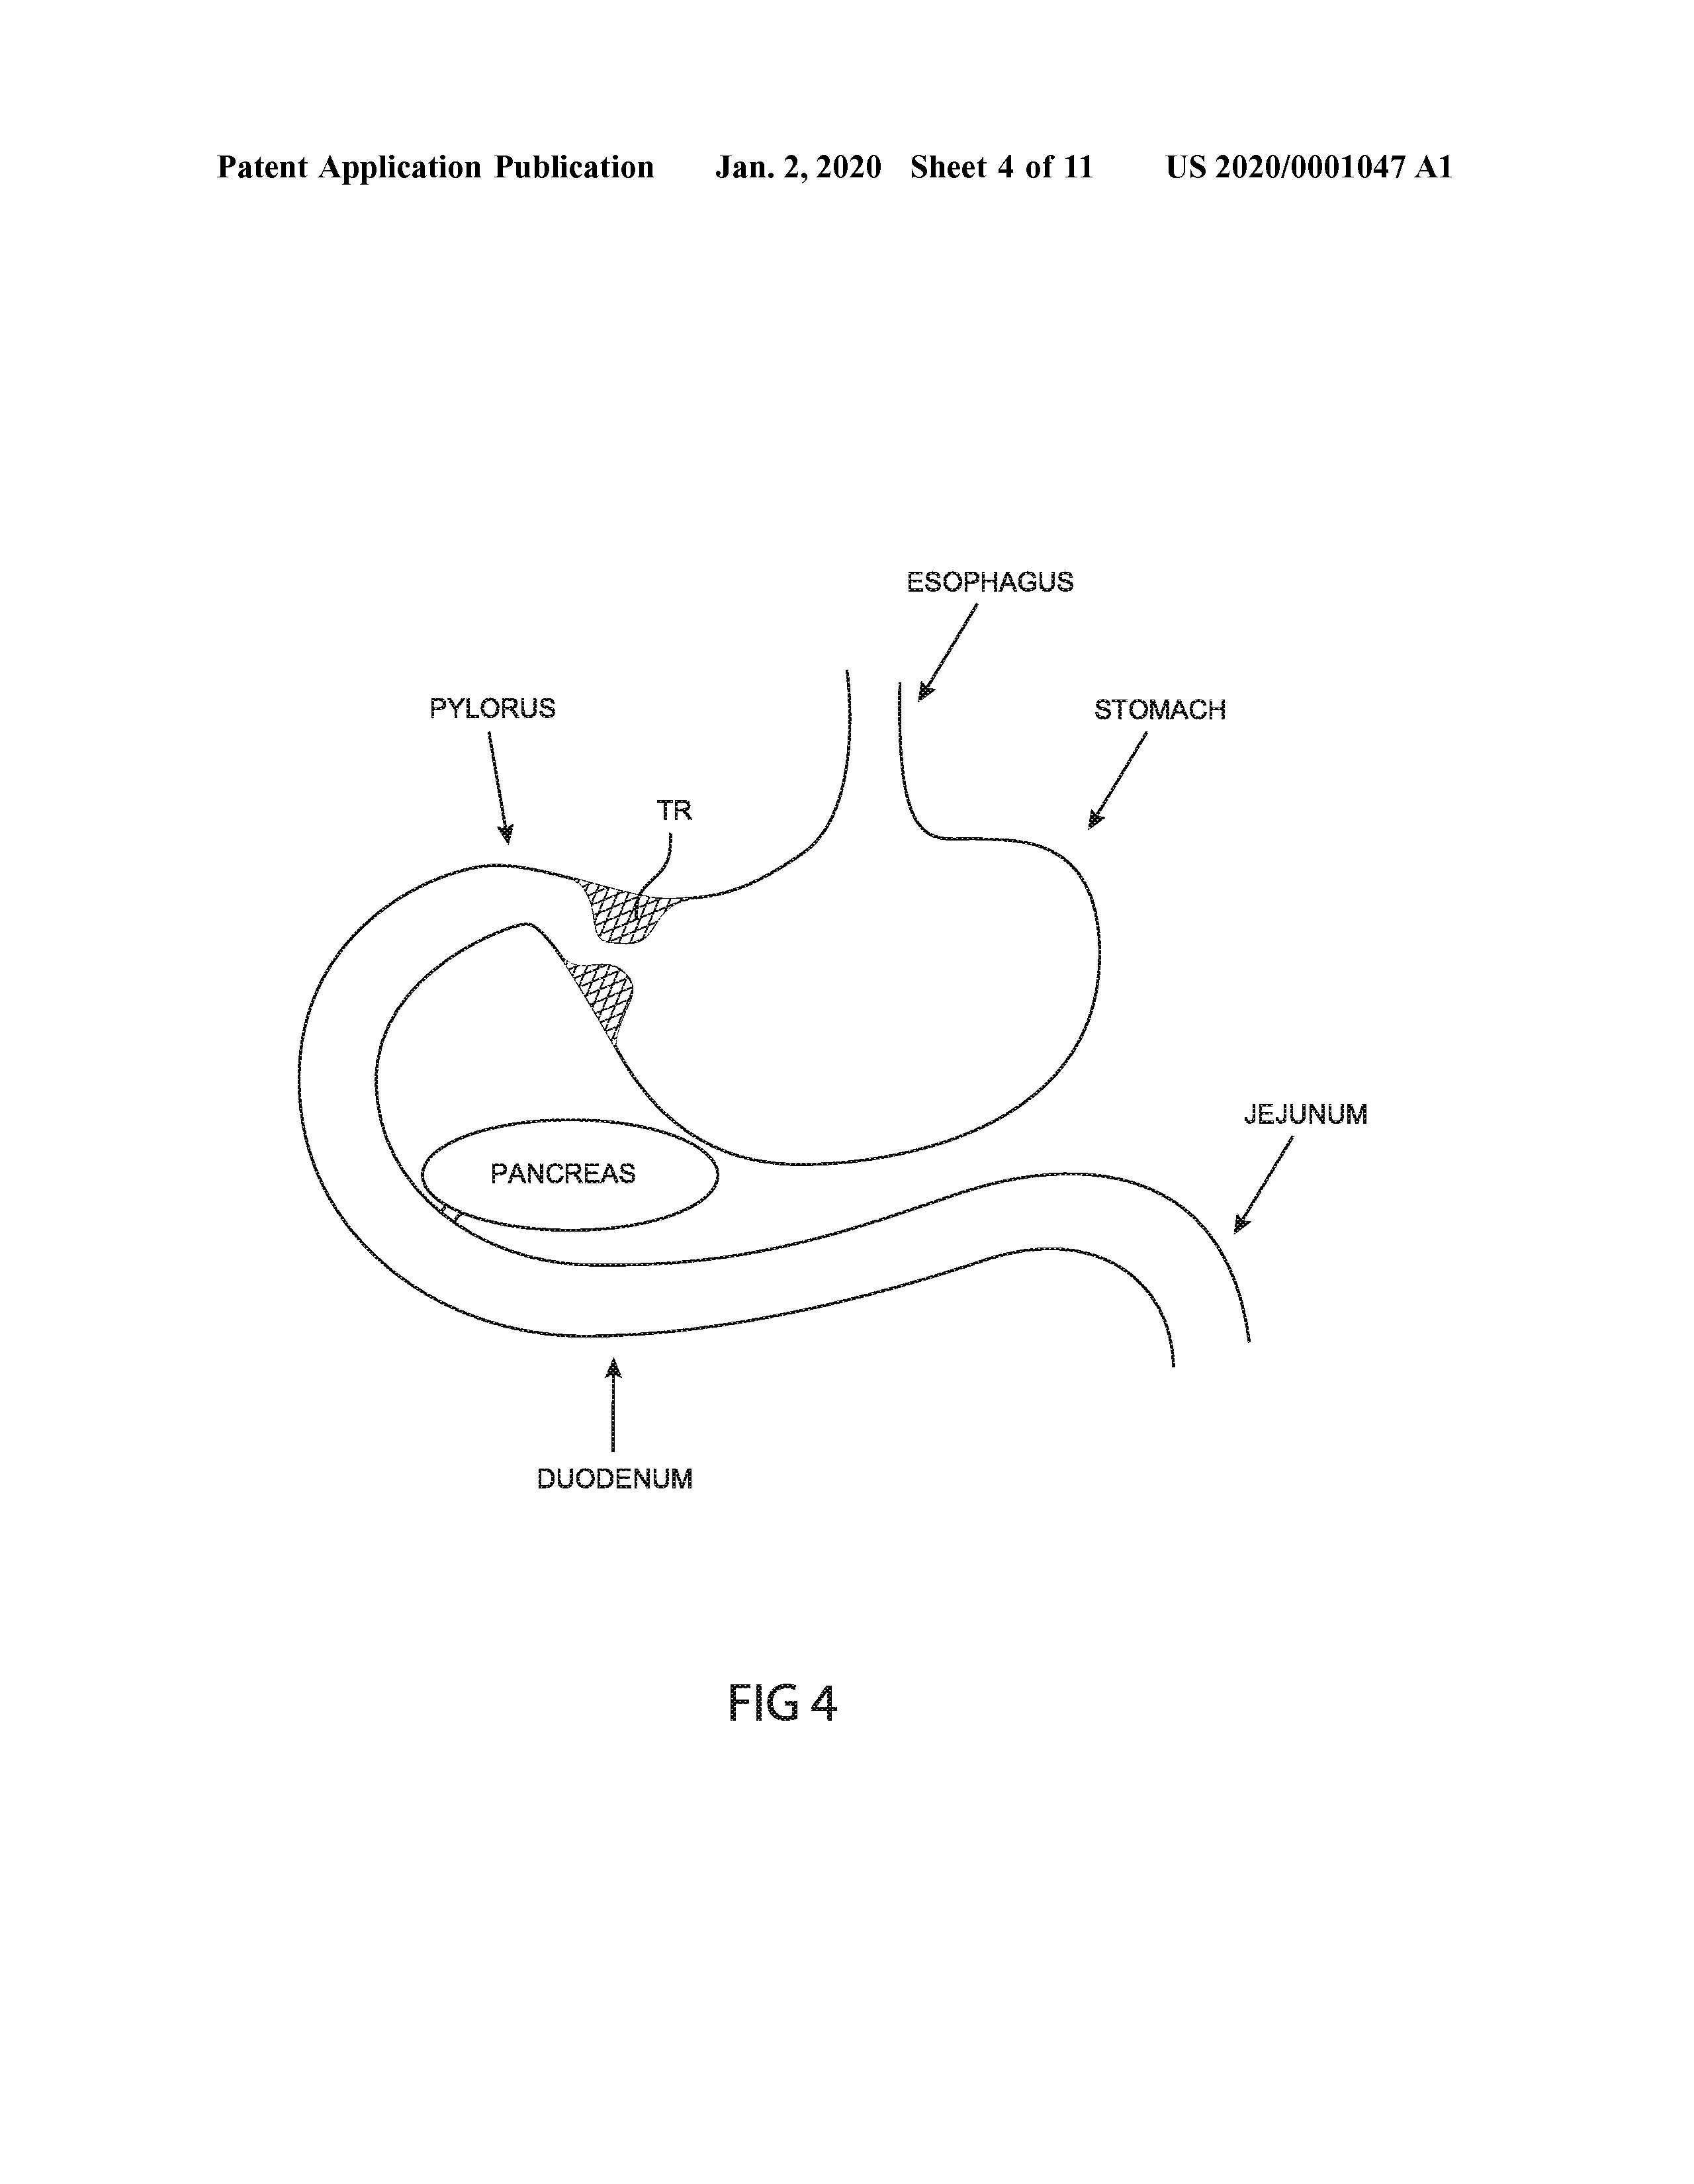 Patent Application Publication Jan. 2, 2020 Sheet 4 of 11 US 2020/0001047 A1
ESOPHAGUS
PYLORUS
STOMACH
TR
JEJUNUM
PANCREAS
DUODENUM
FIG 4